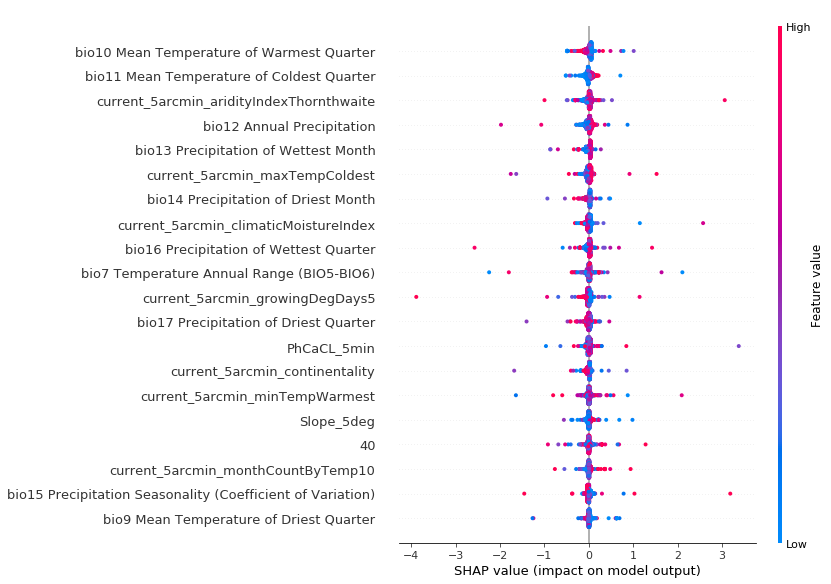 High
bio10 Mean Temperature of Warmest Quarter
bio11 Mean Temperature of Coldest Quarter
current_5arcmin_aridityIndexThornthwaite
bio12 Annual Precipitation
bio13 Precipitation of Wettest Month
current_5arcmin_maxTempColdest
bio14 Precipitation of Driest Month
current_5arcmin_climaticMoistureIndex
bio16 Precipitation of Wettest Quarter
bio7 Temperature Annual Range (BIO5-BIO6)
current_5arcmin_growingDegDays5
bio17 Precipitation of Driest Quarter
PhCaCL_5min
current_5arcmin_continentality
current_5arcmin_minTempWarmest
Slope_5deg
40
current_5arcmin_monthCountByTemp10
bio15 Precipitation Seasonality (Coefficient of Variation)
bio9 Mean Temperature of Driest Quarter
Feature value
Low
−4 −3 −2 −1 0 1 2 3
SHAP value (impact on model output)